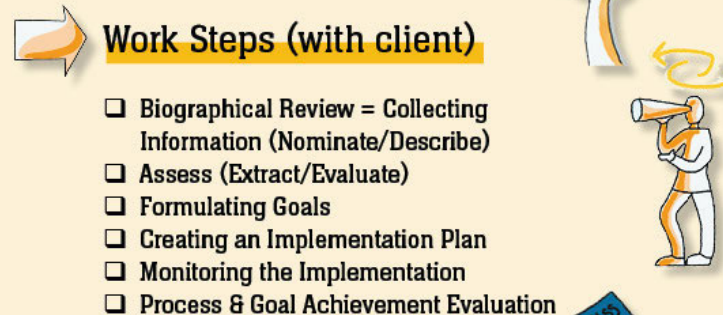 Work Steps (with client)
❑ Biographical Review = Collecting
Information (Nominate/Describe)
❑ Assess (Extract/Evaluate)
❑ Formulating Goals
❑ Creating an Implementation Plan
❑ Monitoring the Implementation
❑ Process & Goal Achievement Evaluation